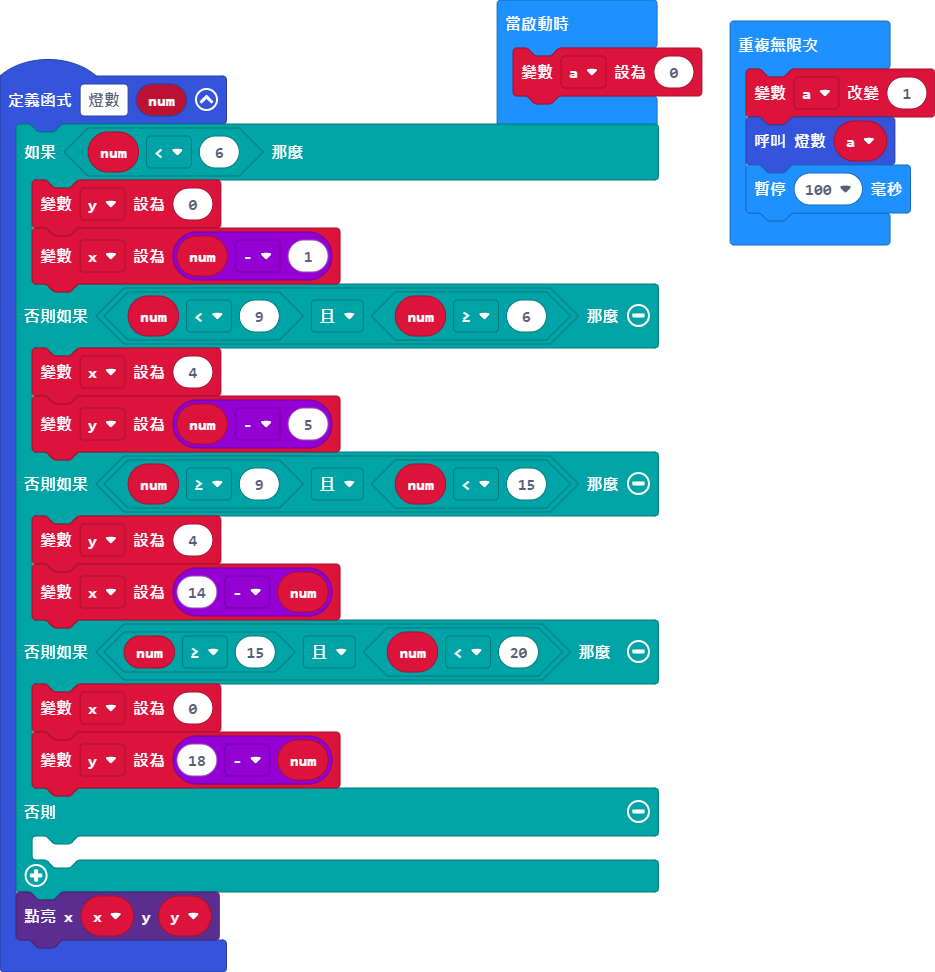 定義函式 燈數 num
如果 num < 6 那麼
變數 y 設為 0
變數 x 設為 num - 1
否則如果 num < 9 且 num ≥ 6 那麼
變數 x 設為 4
變數 y 設為 num - 5
否則如果 num ≥ 9 且 num < 15 那麼
變數 y 設為 4
變數 x 設為 14 - num
否則如果 num ≥ 15 且 num < 20 那麼
變數 x 設為 0
變數 y 設為 18 - num
否則
點亮 x x y y
當啟動時
變數 a 設為 0
重複無限次
變數 a 改變 1
呼叫 燈數 a
暫停 100 毫秒